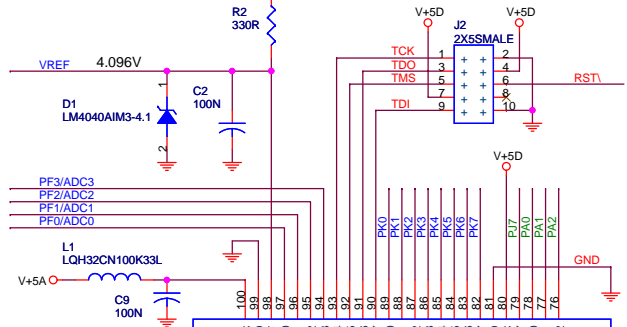 R2
330R
V+5D
V+5D
J2
2X5SMALE
VREF
4.096V
TCK
TDO
TMS
TDI
1
3
5
7
9
2
4
6
8
10
RST\
1
D1
LM4040AIM3-4.1
2
C2
100N
V+5D
PF3/ADC3
PF2/ADC2
PF1/ADC1
PF0/ADC0
PK0
PK1
PK2
PK3
PK4
PK5
PK6
PK7
PJ7
PA0
PA1
PA2
L1
LQH32CN100K33L
GND
V+5A
C9
100N
100
99
98
97
96
95
94
93
92
91
90
89
88
87
86
85
84
83
82
81
80
79
78
77
76